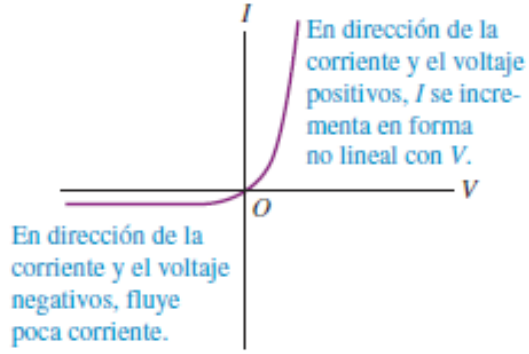 I
En dirección de la
corriente y el voltaje
positivos, I se incre-
menta en forma
no lineal con V.
V
O
En dirección de la
corriente y el voltaje
negativos, fluye
poca corriente.